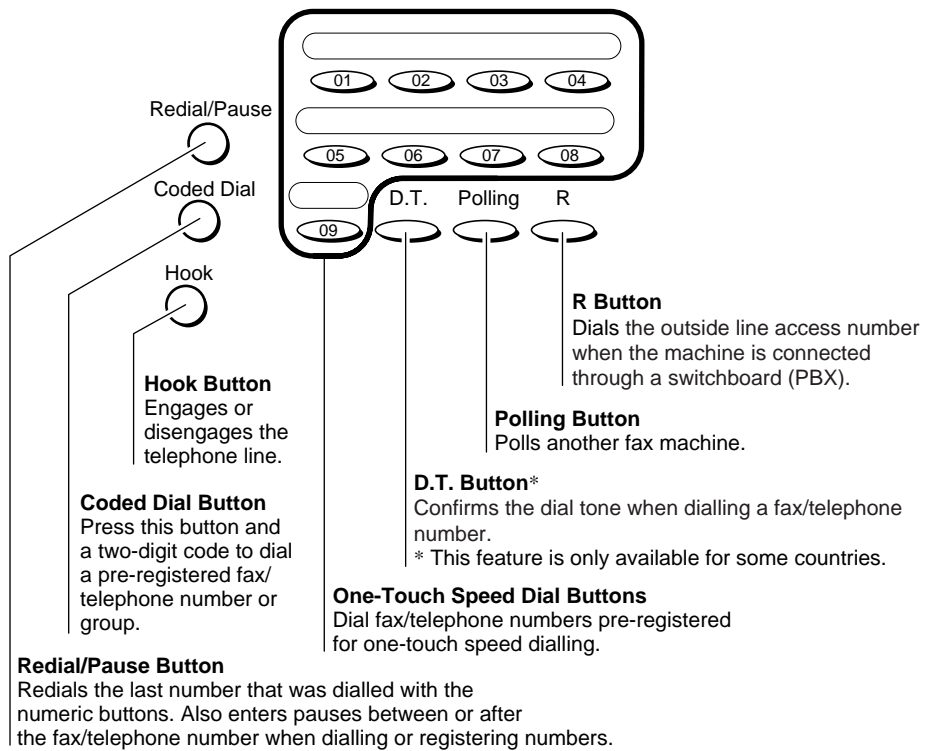 01 02 03 04
Redial/Pause
05 06 07 08
Coded Dial
D.T. Polling R
09
Hook
R Button
Dials the outside line access number
when the machine is connected
through a switchboard (PBX).
Hook Button
Engages or
disengages the
telephone line.
Polling Button
Polls another fax machine.
D.T. Button*
Confirms the dial tone when dialling a fax/telephone
number.
* This feature is only available for some countries.
Coded Dial Button
Press this button and
a two-digit code to dial
a pre-registered fax/
telephone number or
group.
One-Touch Speed Dial Buttons
Dial fax/telephone numbers pre-registered
for one-touch speed dialling.
Redial/Pause Button
Redials the last number that was dialled with the
numeric buttons. Also enters pauses between or after
the fax/telephone number when dialling or registering numbers.